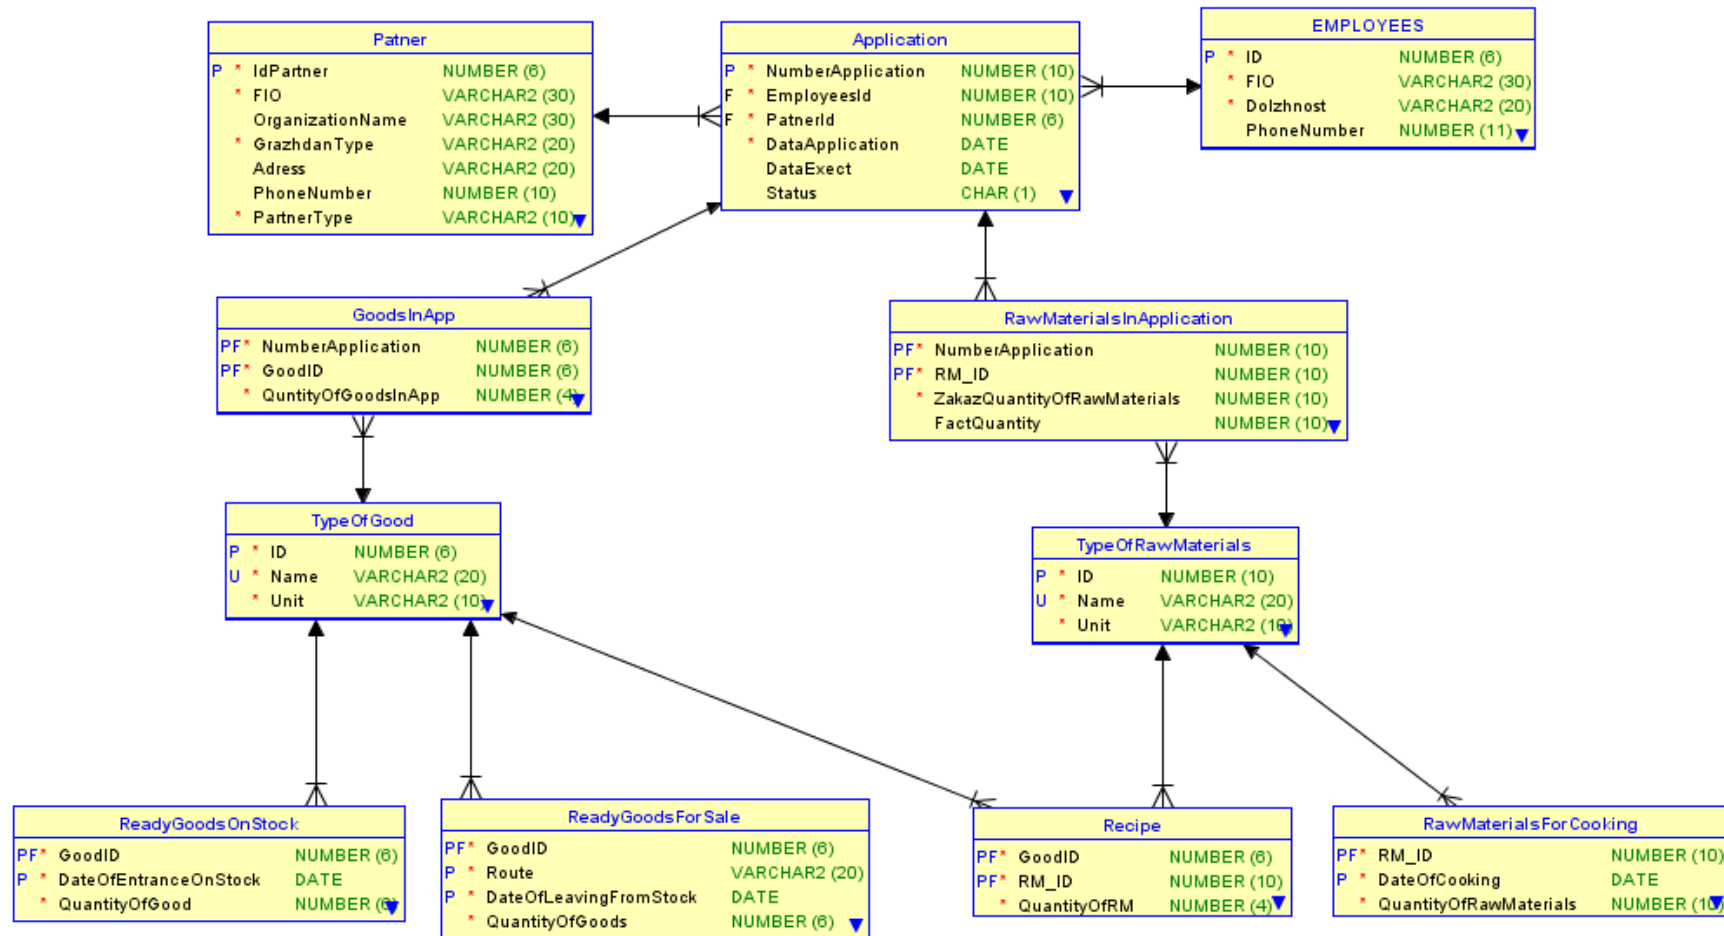 Patner
P * IdPartner NUMBER (6)
* FIO VARCHAR2 (30)
OrganizationName VARCHAR2 (30)
* GrazhdanType VARCHAR2 (20)
Adress VARCHAR2 (20)
PhoneNumber NUMBER (10)
* PartnerType VARCHAR2 (10)
Application
P * NumberApplication NUMBER (10)
F * EmployeesId NUMBER (10)
F * PatnerId NUMBER (6)
* DataApplication DATE
DataExect DATE
Status CHAR (1)
EMPLOYEES
P * ID NUMBER (6)
* FIO VARCHAR2 (30)
* Dolzhnost VARCHAR2 (20)
PhoneNumber NUMBER (11)
GoodsInApp
PF* NumberApplication NUMBER (6)
PF* GoodID NUMBER (6)
* QuntityOfGoodsInApp NUMBER (4)
RawMaterialsInApplication
PF* NumberApplication NUMBER (10)
PF* RM_ID NUMBER (10)
* ZakazQuantityOfRawMaterials NUMBER (10)
FactQuantity NUMBER (10)
TypeOfGood
P * ID NUMBER (6)
U * Name VARCHAR2 (20)
* Unit VARCHAR2 (10)
TypeOfRawMaterials
P * ID NUMBER (10)
U * Name VARCHAR2 (20)
* Unit VARCHAR2 (10)
ReadyGoodsOnStock
PF* GoodID NUMBER (6)
P * DateOfEntranceOnStock DATE
* QuantityOfGood NUMBER (6)
ReadyGoodsForSale
PF* GoodID NUMBER (6)
P * Route VARCHAR2 (20)
P * DateOfLeavingFromStock DATE
* QuantityOfGoods NUMBER (6)
Recipe
PF* GoodID NUMBER (6)
PF* RM_ID NUMBER (10)
* QuantityOfRM NUMBER (4)
RawMaterialsForCooking
PF* RM_ID NUMBER (10)
P * DateOfCooking DATE
* QuantityOfRawMaterials NUMBER (10)